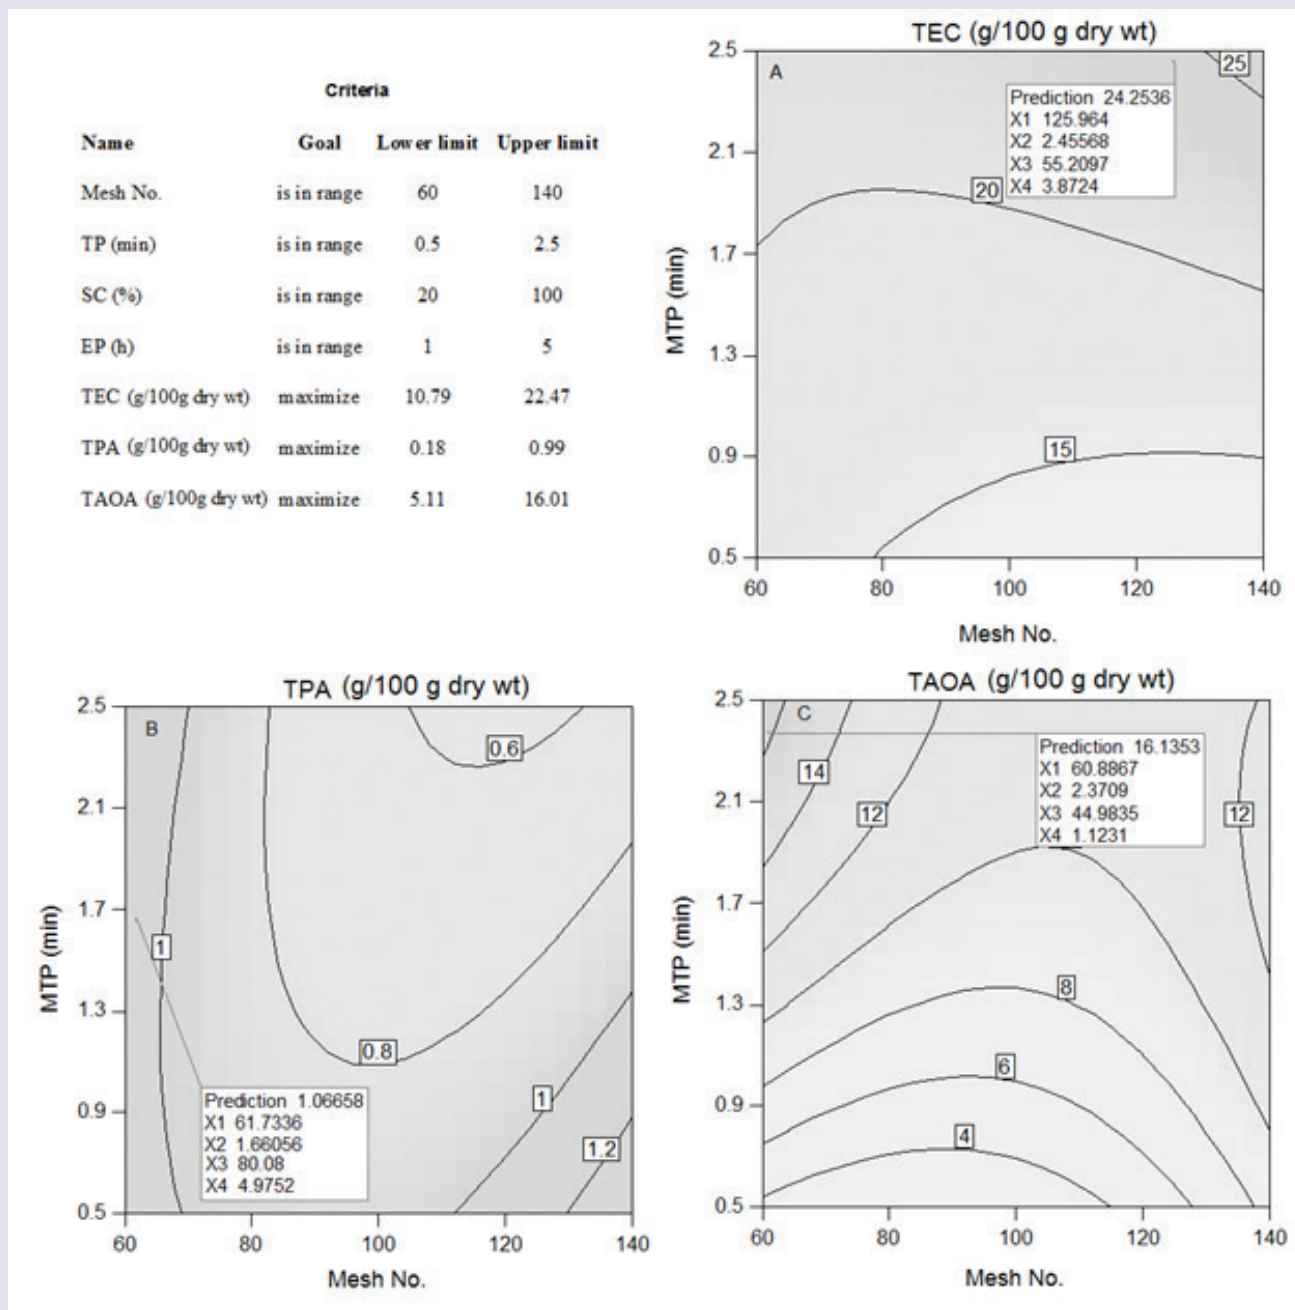 Criteria
Name Goal Lower limit Upper limit
Mesh No. is in range 60 140
TP (min) is in range 0.5 2.5
SC (%) is in range 20 100
EP (h) is in range 1 5
TEC (g/100g dry wt) maximize 10.79 22.47
TPA (g/100g dry wt) maximize 0.18 0.99
TAOA (g/100g dry wt) maximize 5.11 16.01
TEC (g/100 g dry wt)
A
25
Prediction 24.2536
X1 125.964
X2 2.45568
X3 55.2097
X4 3.8724
20
15
MTP (min)
2.5
2.1
1.7
1.3
0.9
0.5
60 80 100 120 140
Mesh No.
TPA (g/100 g dry wt)
B
0.6
1
0.8
1
1.2
Prediction 1.06658
X1 61.7336
X2 1.66056
X3 80.08
X4 4.9752
MTP (min)
2.5
2.1
1.7
1.3
0.9
0.5
60 80 100 120 140
Mesh No.
TAOA (g/100 g dry wt)
C
Prediction 16.1353
X1 60.8867
X2 2.3709
X3 44.9835
X4 1.1231
14
12
12
8
6
4
MTP (min)
2.5
2.1
1.7
1.3
0.9
0.5
60 80 100 120 140
Mesh No.